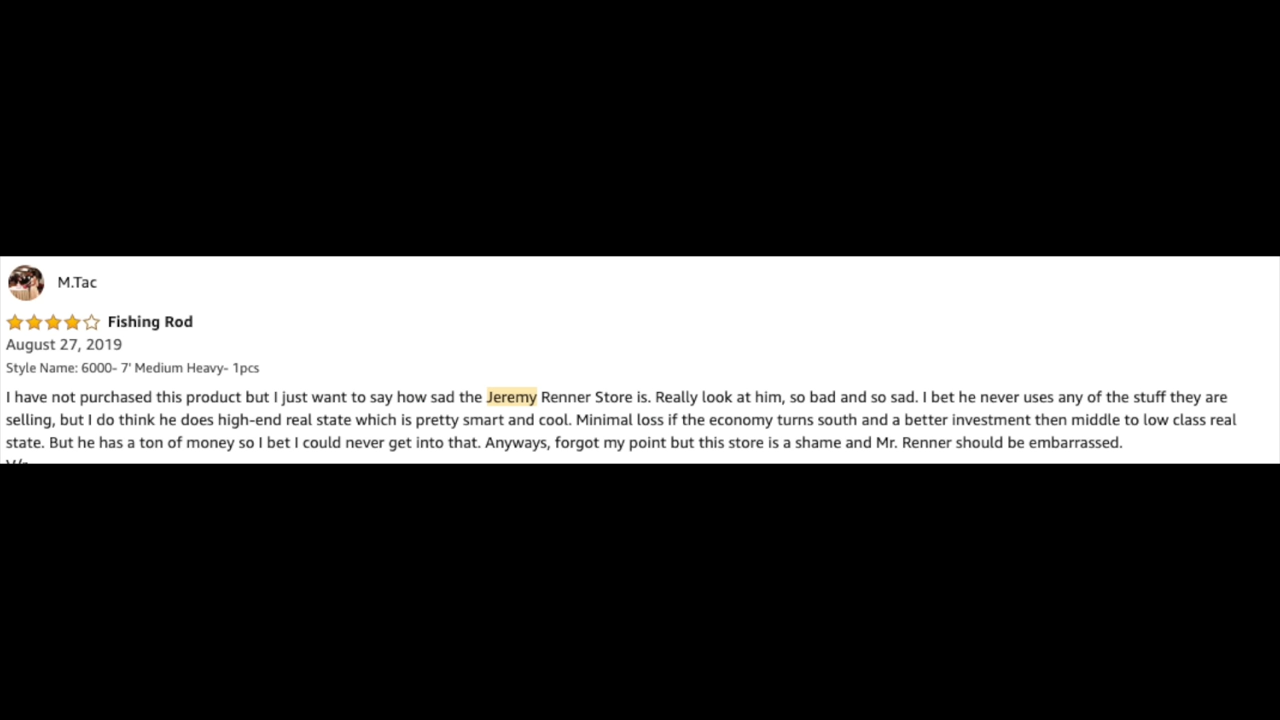 M.Tac
Fishing Rod
August 27, 2019
Style Name: 6000- 7' Medium Heavy- 1pcs
I have not purchased this product but I just want to say how sad the Jeremy Renner Store is. Really look at him, so bad and so sad. I bet he never uses any of the stuff they are
selling, but I do think he does high-end real state which is pretty smart and cool. Minimal loss if the economy turns south and a better investment then middle to low class real
state. But he has a ton of money so I bet I could never get into that. Anyways, forgot my point but this store is a shame and Mr. Renner should be embarrassed.